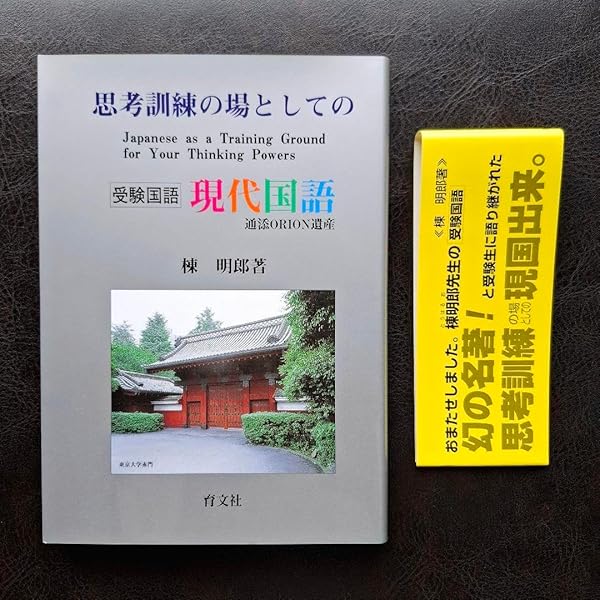 思考訓練の場としての
Japanese as a Training Ground
for Your Thinking Powers
受験国語 現代国語
通添ORION遺産
棟 明郎著
東京大学赤門
育文社
≪棟 明郎著≫
おまたせしました。棟明郎先生の 受験国語
幻の名著！と受験生に語り継がれた
思考訓練の場としての現国出来。